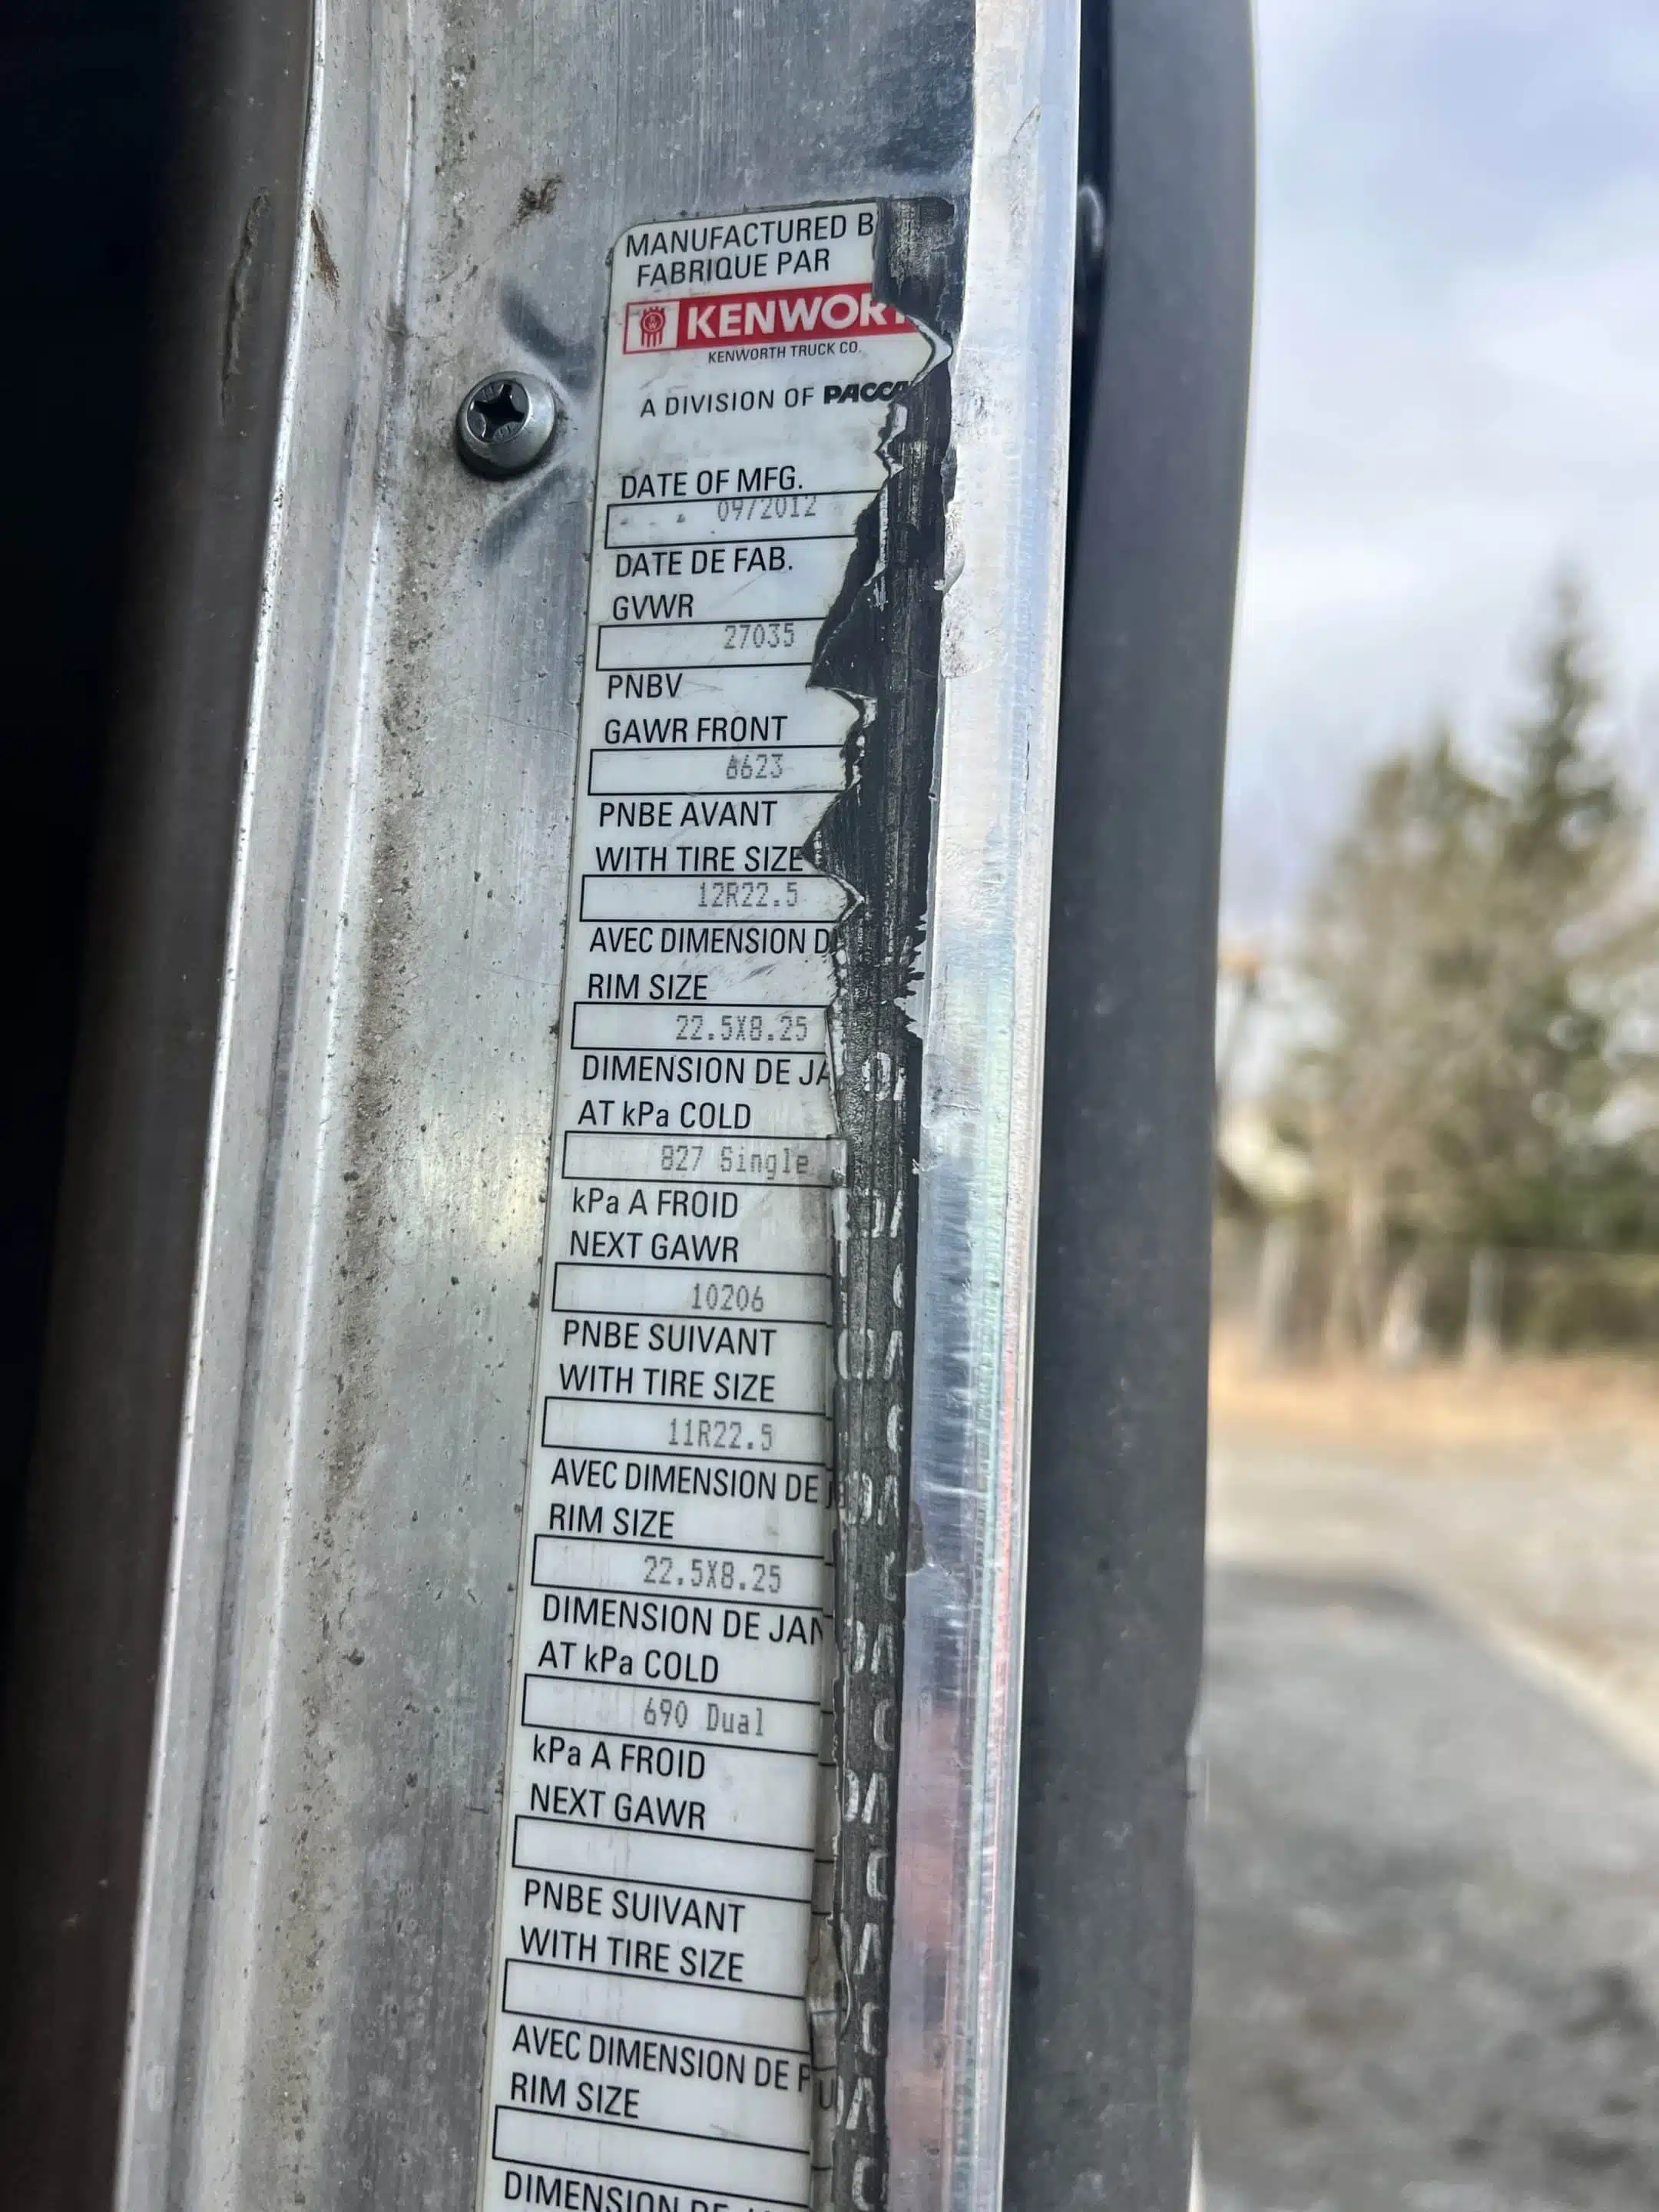 MANUFACTURED B
FABRIQUE PAR
KENWOR
KENWORTH TRUCK CO.
A DIVISION OF PACCA
DATE OF MFG.
09/2012
DATE DE FAB.
GVWR
27035
PNBV
GAWR FRONT
6623
PNBE AVANT
WITH TIRE SIZE
12R22.5
AVEC DIMENSION D
RIM SIZE
22.5X8.25
DIMENSION DE JA
AT kPa COLD
827 Single
kPa A FROID
NEXT GAWR
10206
PNBE SUIVANT
WITH TIRE SIZE
11R22.5
AVEC DIMENSION DE
RIM SIZE
22.5X8.25
DIMENSION DE JAN
AT kPa COLD
690 Dual
kPa A FROID
NEXT GAWR
PNBE SUIVANT
WITH TIRE SIZE
AVEC DIMENSION DE P
RIM SIZE
DIMENSION DE